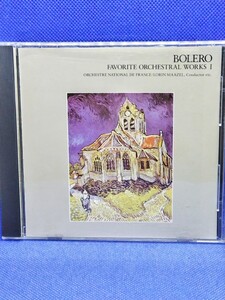 BOLERO
FAVORITE ORCHESTRAL WORKS I
ORCHESTRE NATIONAL DE FRANCE/LORIN MAAZEL, Conductor etc.